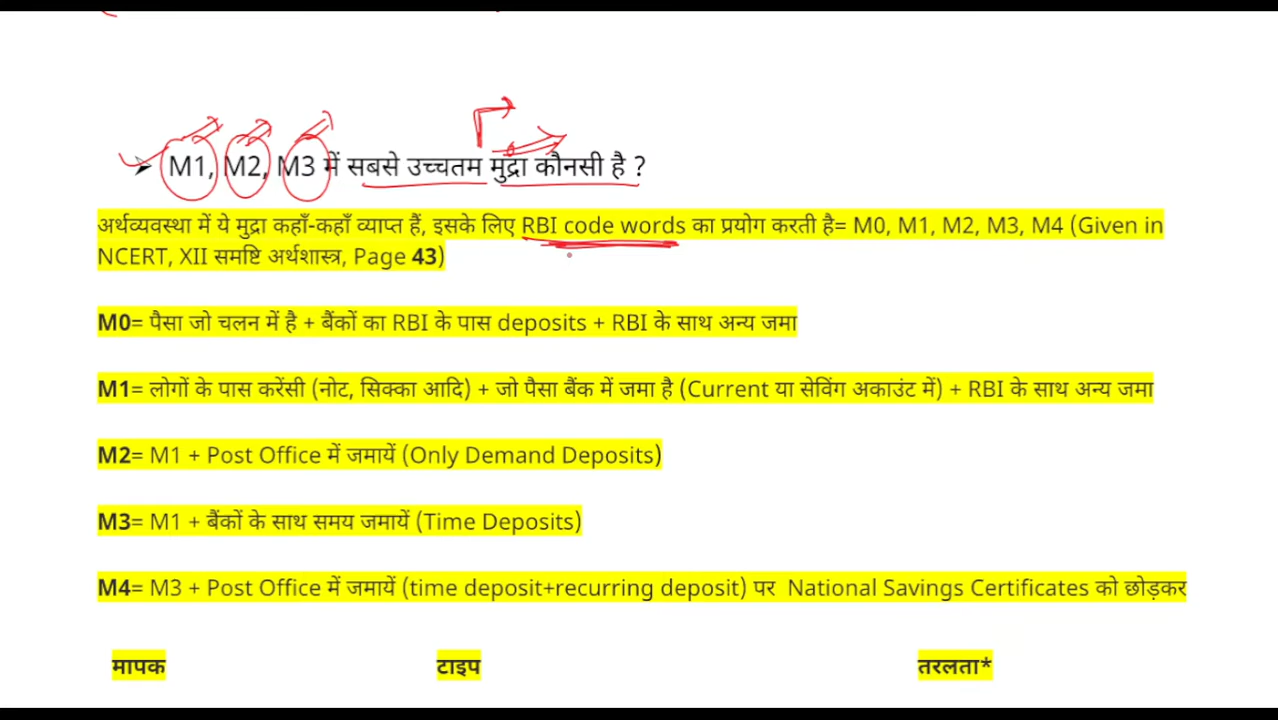 ➢ M1, M2, M3 में सबसे उच्चतम मुद्रा कौनसी है ?
अर्थव्यवस्था में ये मुद्रा कहाँ-कहाँ व्याप्त हैं, इसके लिए RBI code words का प्रयोग करती है= M0, M1, M2, M3, M4 (Given in
NCERT, XII समष्टि अर्थशास्त्र, Page 43)
M0= पैसा जो चलन में है + बैंकों का RBI के पास deposits + RBI के साथ अन्य जमा
M1= लोगों के पास करेंसी (नोट, सिक्का आदि) + जो पैसा बैंक में जमा है (Current या सेविंग अकाउंट में) + RBI के साथ अन्य जमा
M2= M1 + Post Office में जमायें (Only Demand Deposits)
M3= M1 + बैंकों के साथ समय जमायें (Time Deposits)
M4= M3 + Post Office में जमायें (time deposit+recurring deposit) पर National Savings Certificates को छोड़कर
मापक टाइप तरलता*